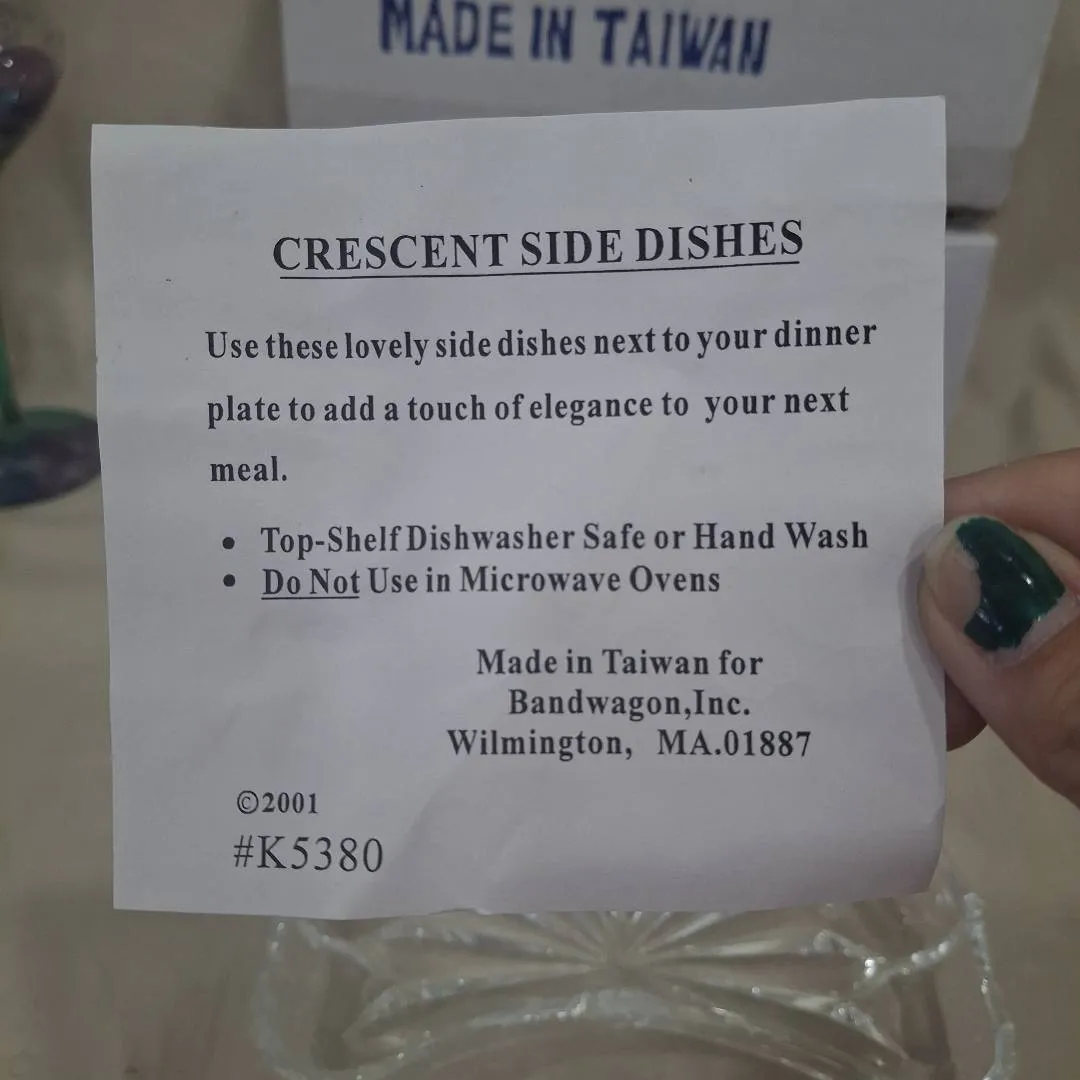 MADE IN TAIWAN
CRESCENT SIDE DISHES
Use these lovely side dishes next to your dinner
plate to add a touch of elegance to your next
meal.
• Top-Shelf Dishwasher Safe or Hand Wash
• Do Not Use in Microwave Ovens
Made in Taiwan for
Bandwagon,Inc.
Wilmington, MA.01887
©2001
#K5380